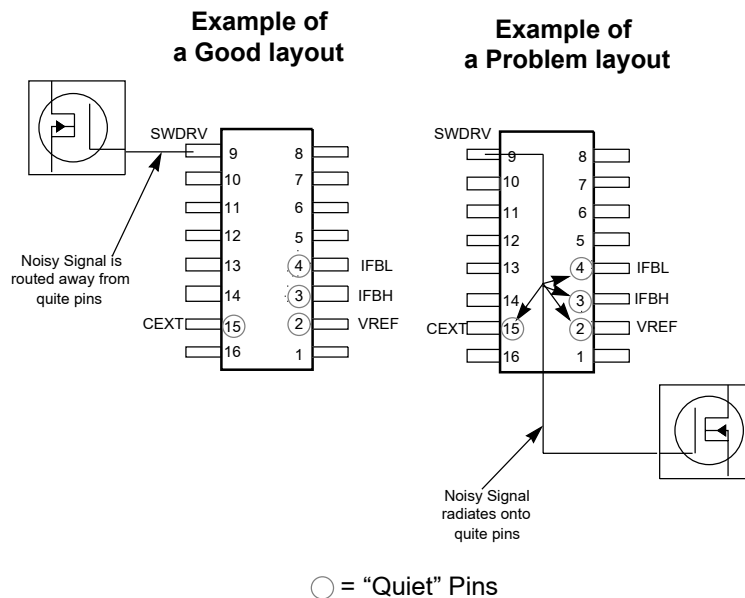 Example of
a Good layout
SWDRV
9
8
10
7
11
6
12
5
13
4
IFBL
14
3
IFBH
CEXT
15
2
VREF
16
1
Noisy Signal is
routed away from
quite pins
Example of
a Problem layout
SWDRV
9
8
10
7
11
6
12
5
13
4
IFBL
14
3
IFBH
CEXT
15
2
VREF
16
1
Noisy Signal
radiates onto
quite pins
= “Quiet” Pins